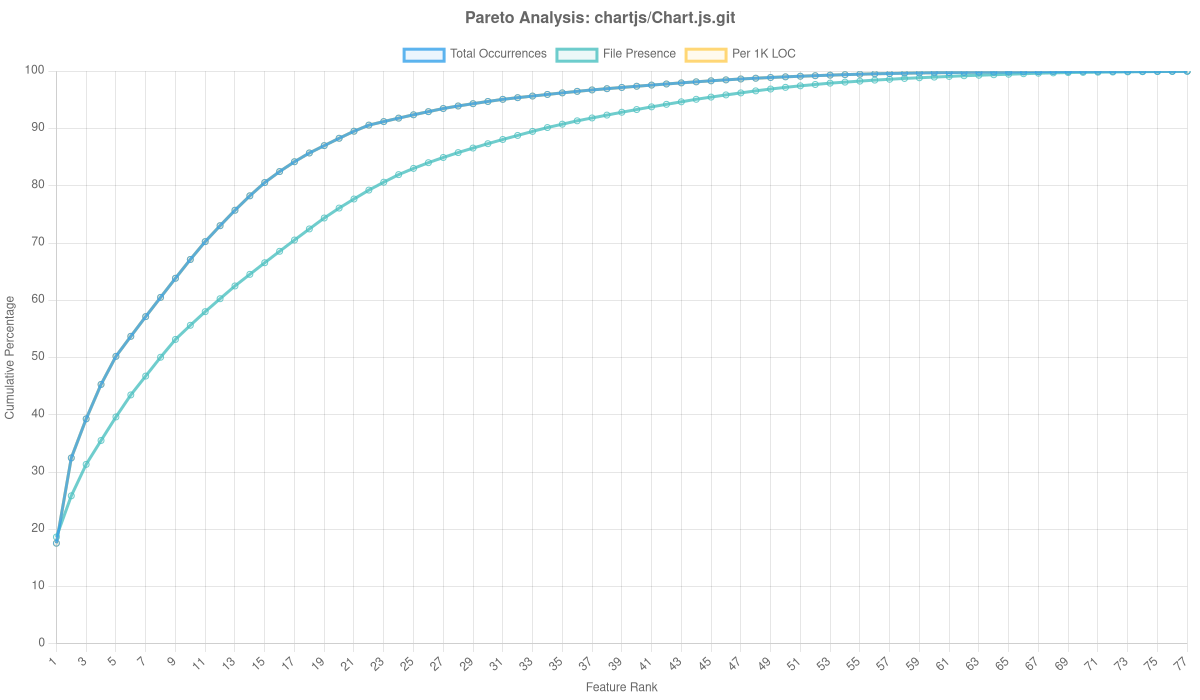 Pareto Analysis: chartjs/Chart.js.git
Total Occurrences File Presence Per 1K LOC
100
90
80
70
60
50
40
30
20
10
0
Cumulative Percentage
1 3 5 7 9 11 13 15 17 19 21 23 25 27 29 31 33 35 37 39 41 43 45 47 49 51 53 55 57 59 61 63 65 67 69 71 73 75 77
Feature Rank